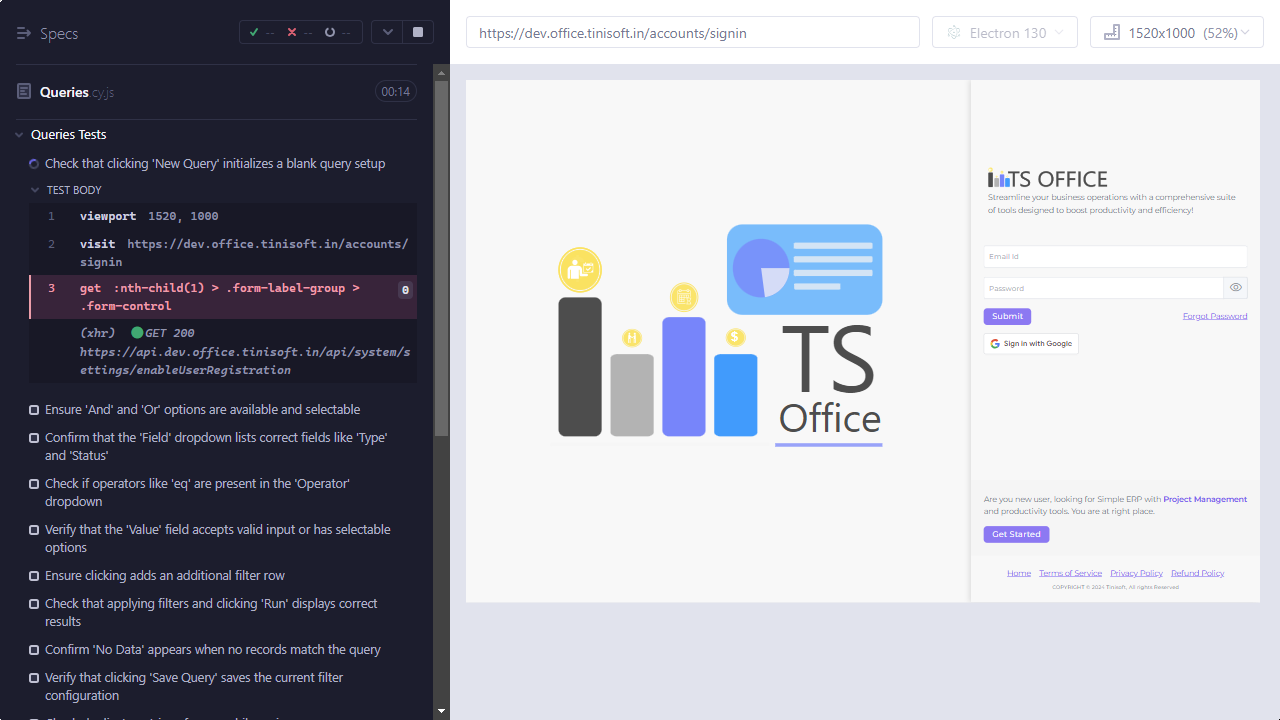 Specs
--
--
--
Queries.cy.js
00:14
Queries Tests
Check that clicking 'New Query' initializes a blank query setup
TEST BODY
1 viewport 1520, 1000
2 visit https://dev.office.tinisoft.in/accounts/
signin
3 get :nth-child(1) > .form-label-group >
.form-control
0
(xhr) GET 200
https://api.dev.office.tinisoft.in/api/system/s
ettings/enableUserRegistration
Ensure 'And' and 'Or' options are available and selectable
Confirm that the 'Field' dropdown lists correct fields like 'Type'
and 'Status'
Check if operators like 'eq' are present in the 'Operator'
dropdown
Verify that the 'Value' field accepts valid input or has selectable
options
Ensure clicking adds an additional filter row
Check that applying filters and clicking 'Run' displays correct
results
Confirm 'No Data' appears when no records match the query
Verify that clicking 'Save Query' saves the current filter
configuration
https://dev.office.tinisoft.in/accounts/signin
Electron 130
1520x1000 (52%)
TS
Office
TS OFFICE
Streamline your business operations with a comprehensive suite
of tools designed to boost productivity and efficiency!
Email Id
Password
Submit
Forgot Password
Sign in with Google
Are you new user, looking for Simple ERP with Project Management
and productivity tools. You are at right place.
Get Started
Home Terms of Service Privacy Policy Refund Policy
COPYRIGHT © 2024 Tinisoft, All rights Reserved